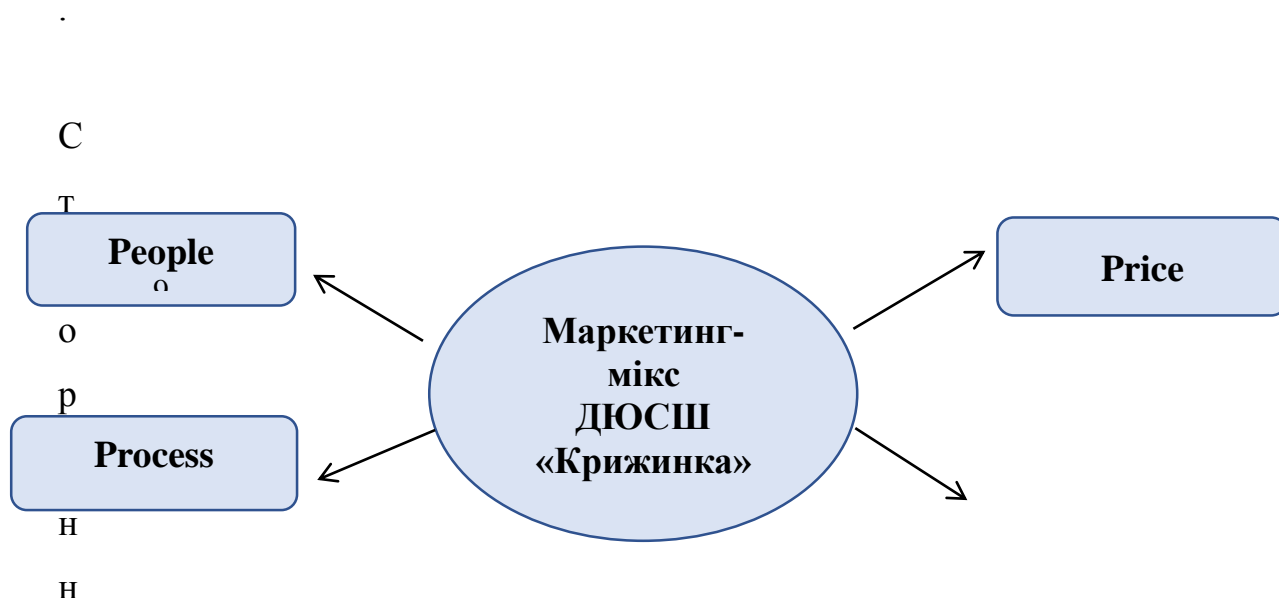 .
С
т
People
о
о
р
Process
н
н
Маркетинг-
мікс
ДЮСШ
«Крижинка»
Price